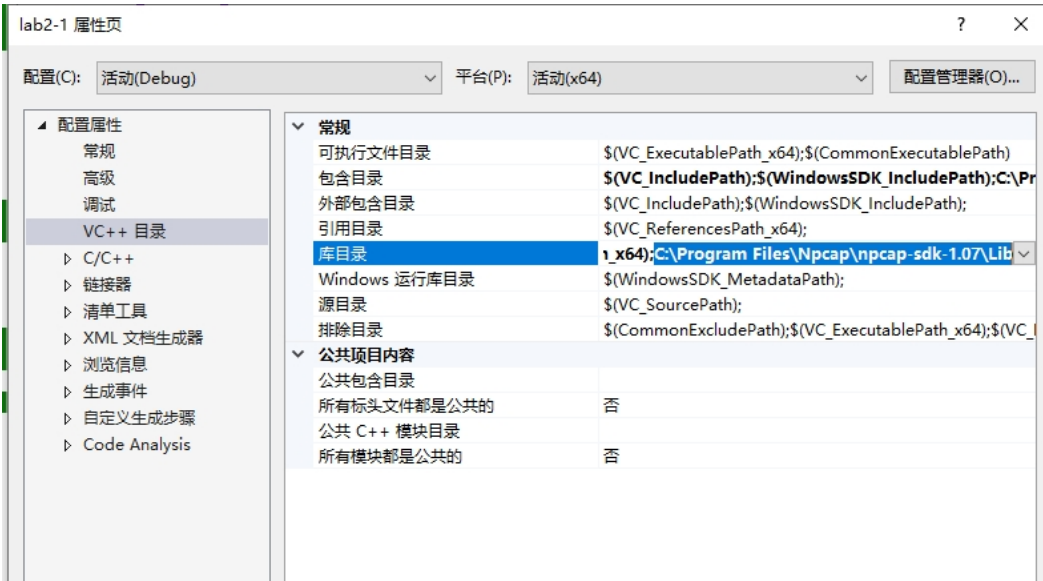 lab2-1 属性页 ? ×
配置(C): 活动(Debug) 平台(P): 活动(x64) 配置管理器(O)...
配置属性
常规
高级
调试
VC++ 目录
C/C++
链接器
清单工具
XML 文档生成器
浏览信息
生成事件
自定义生成步骤
Code Analysis
常规
可执行文件目录 $(VC_ExecutablePath_x64);$(CommonExecutablePath)
包含目录 $(VC_IncludePath);$(WindowsSDK_IncludePath);C:\Pr
外部包含目录 $(VC_IncludePath);$(WindowsSDK_IncludePath);
引用目录 $(VC_ReferencesPath_x64);
库目录 _x64);C:\Program Files\Npcap\npcap-sdk-1.07\Lib
Windows 运行库目录 $(WindowsSDK_MetadataPath);
源目录 $(VC_SourcePath);
排除目录 $(CommonExcludePath);$(VC_ExecutablePath_x64);$(VC_
公共项目内容
公共包含目录
所有标头文件都是公共的 否
公共 C++ 模块目录
所有模块都是公共的 否